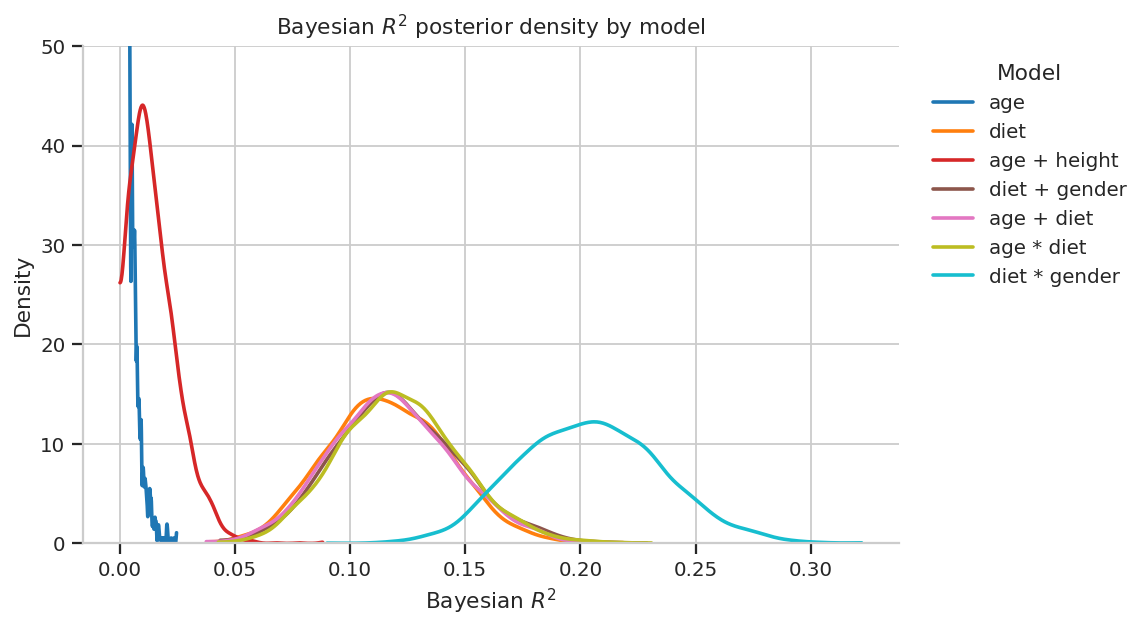 Bayesian R² posterior density by model
50
40
30
20
10
0
Density
0.00 0.05 0.10 0.15 0.20 0.25 0.30
Bayesian R²
Model
age
diet
age + height
diet + gender
age + diet
age * diet
diet * gender